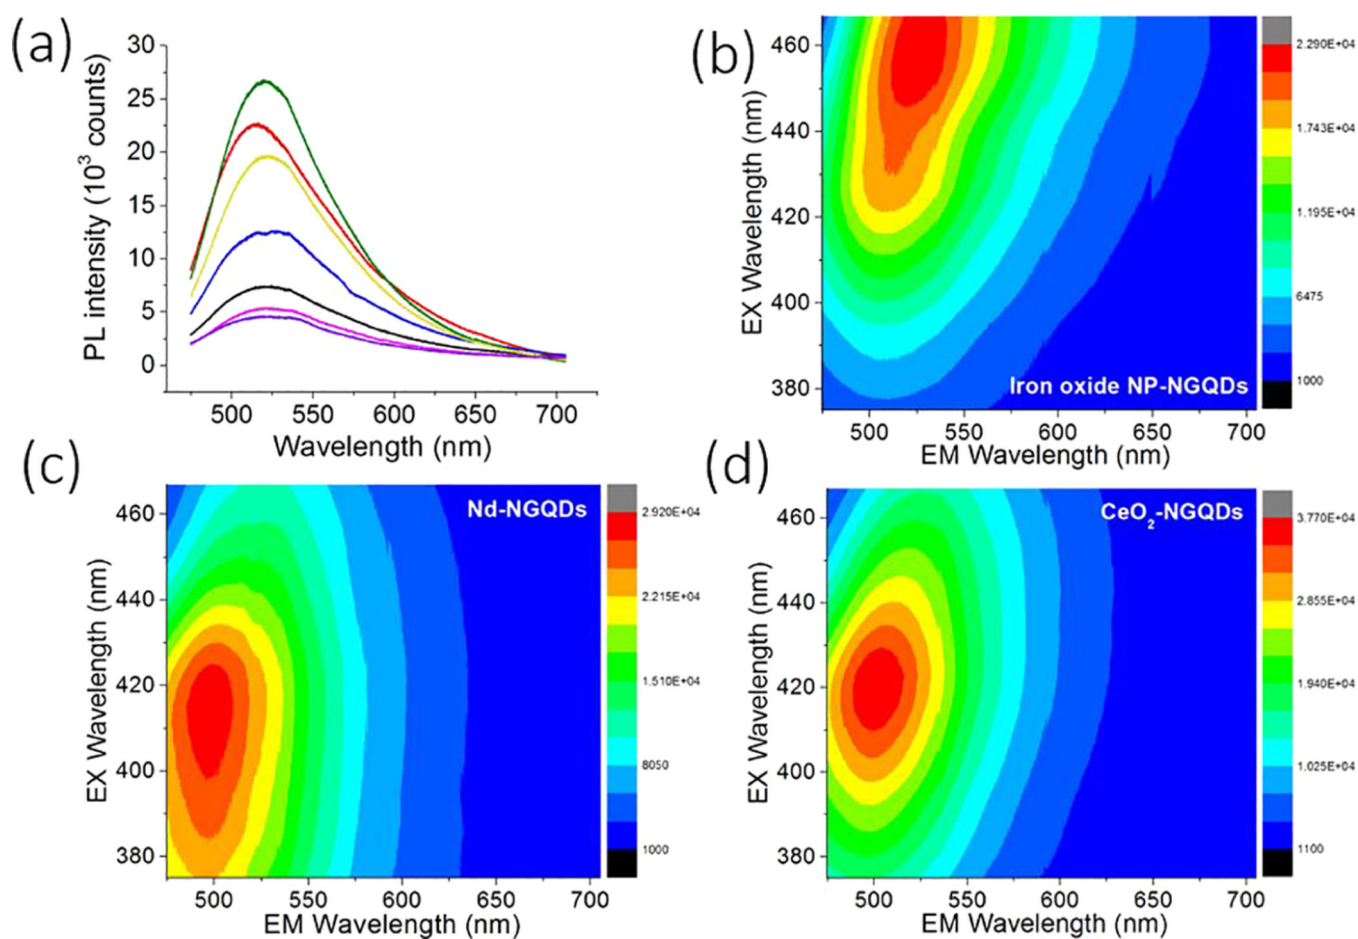 (a)
PL intensity (10³ counts)
30
25
20
15
10
5
0
500 550 600 650 700
Wavelength (nm)
(b)
EX Wavelength (nm)
460
440
420
400
380
Iron oxide NP-NGQDs
500 550 600 650 700
EM Wavelength (nm)
2.290E+04
1.743E+04
1.195E+04
6475
1000
(c)
EX Wavelength (nm)
460
440
420
400
380
Nd-NGQDs
500 550 600 650 700
EM Wavelength (nm)
2.920E+04
2.215E+04
1.510E+04
8050
1000
(d)
EX Wavelength (nm)
460
440
420
400
380
CeO₂-NGQDs
500 550 600 650 700
EM Wavelength (nm)
3.770E+04
2.855E+04
1.940E+04
1.025E+04
1100